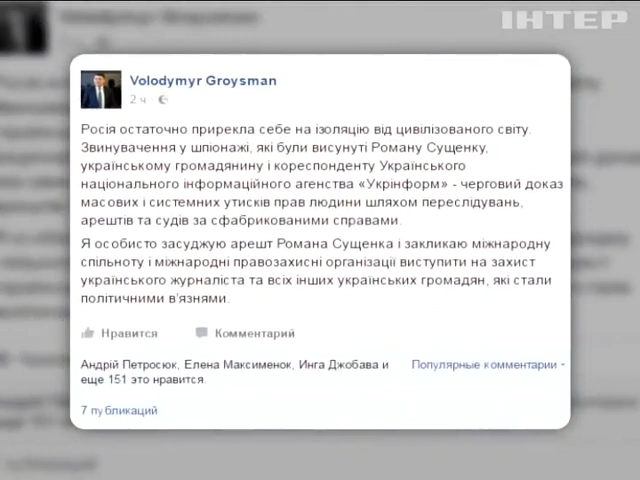 ІНТЕР
Volodymyr Groysman
2 ч
Росія остаточно прирекла себе на ізоляцію від цивілізованого світу.
Звинувачення у шпіонажі, які були висунуті Роману Сущенку,
українському громадянину і кореспонденту Українського
національного інформаційного агенства «Укрінформ» - черговий доказ
масових і системних утисків прав людини шляхом переслідувань,
арештів та судів за сфабрикованими справами.
Я особисто засуджую арешт Романа Сущенка і закликаю міжнародну
спільноту і міжнародні правозахисні організації виступити на захист
українського журналіста та всіх інших українських громадян, які стали
політичними в'язнями.
Нравится Комментарий
Андрій Петросюк, Елена Максименок, Инга Джобава и Популярные комментарии
еще 151 это нравится.
7 публикаций